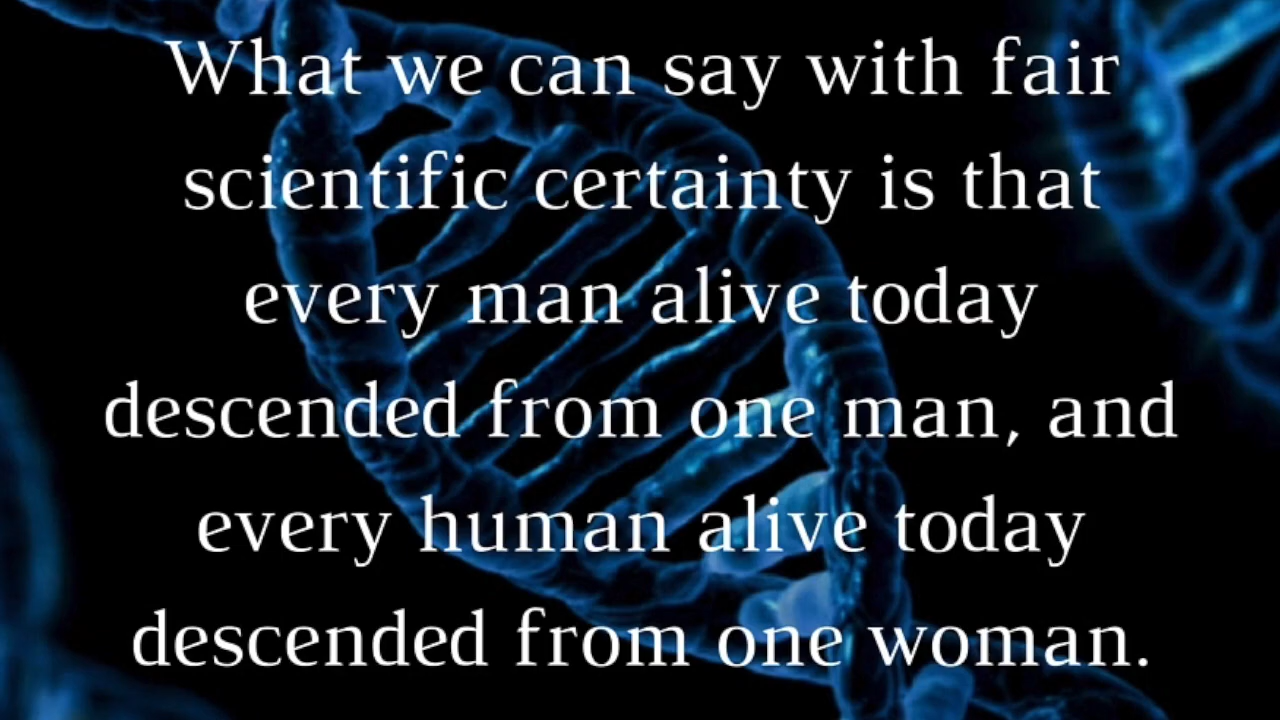 What we can say with fair
scientific certainty is that
every man alive today
descended from one man, and
every human alive today
descended from one woman.